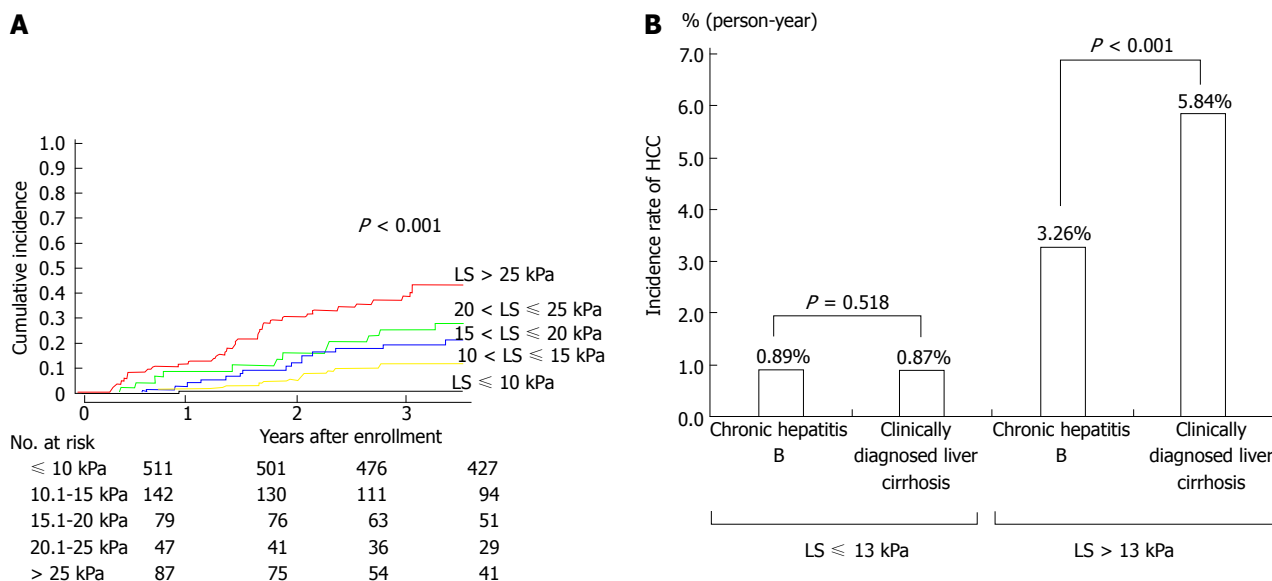 A
Cumulative incidence
1.0
0.9
0.8
0.7
0.6
0.5
0.4
0.3
0.2
0.1
0
P < 0.001
LS > 25 kPa
20 < LS ≤ 25 kPa
15 < LS ≤ 20 kPa
10 < LS ≤ 15 kPa
LS ≤ 10 kPa
0 1 2 3
Years after enrollment
No. at risk
≤ 10 kPa 511 501 476 427
10.1-15 kPa 142 130 111 94
15.1-20 kPa 79 76 63 51
20.1-25 kPa 47 41 36 29
> 25 kPa 87 75 54 41
B
% (person-year)
Incidence rate of HCC
7.0
6.0
5.0
4.0
3.0
2.0
1.0
0.0
P < 0.001
5.84%
3.26%
P = 0.518
0.89% 0.87%
Chronic hepatitis
B
Clinically
diagnosed liver
cirrhosis
Chronic hepatitis
B
Clinically
diagnosed liver
cirrhosis
LS ≤ 13 kPa
LS > 13 kPa